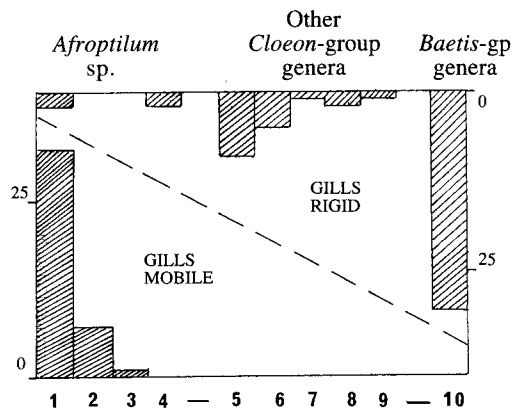 Other
Afroptilum Cloeon-group Baetis-gp
sp. genera genera
0
25
GILLS
RIGID
GILLS
MOBILE
25
0
1 2 3 4 — 5 6 7 8 9 — 10